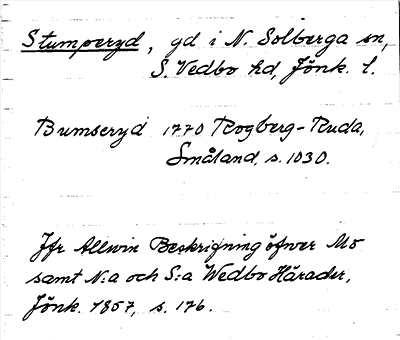 Stumperyd, gd i N. Solberga sn,
S. Vedbo hd, Jönk. l.
Bumseryd 1770 Rogberg-Ruda,
Småland, s. 1030.
Jfr Allvin Beskrifning öfver Mo
samt N:a och S:a Wedbo Härader,
Jönk. 1857, s. 176.